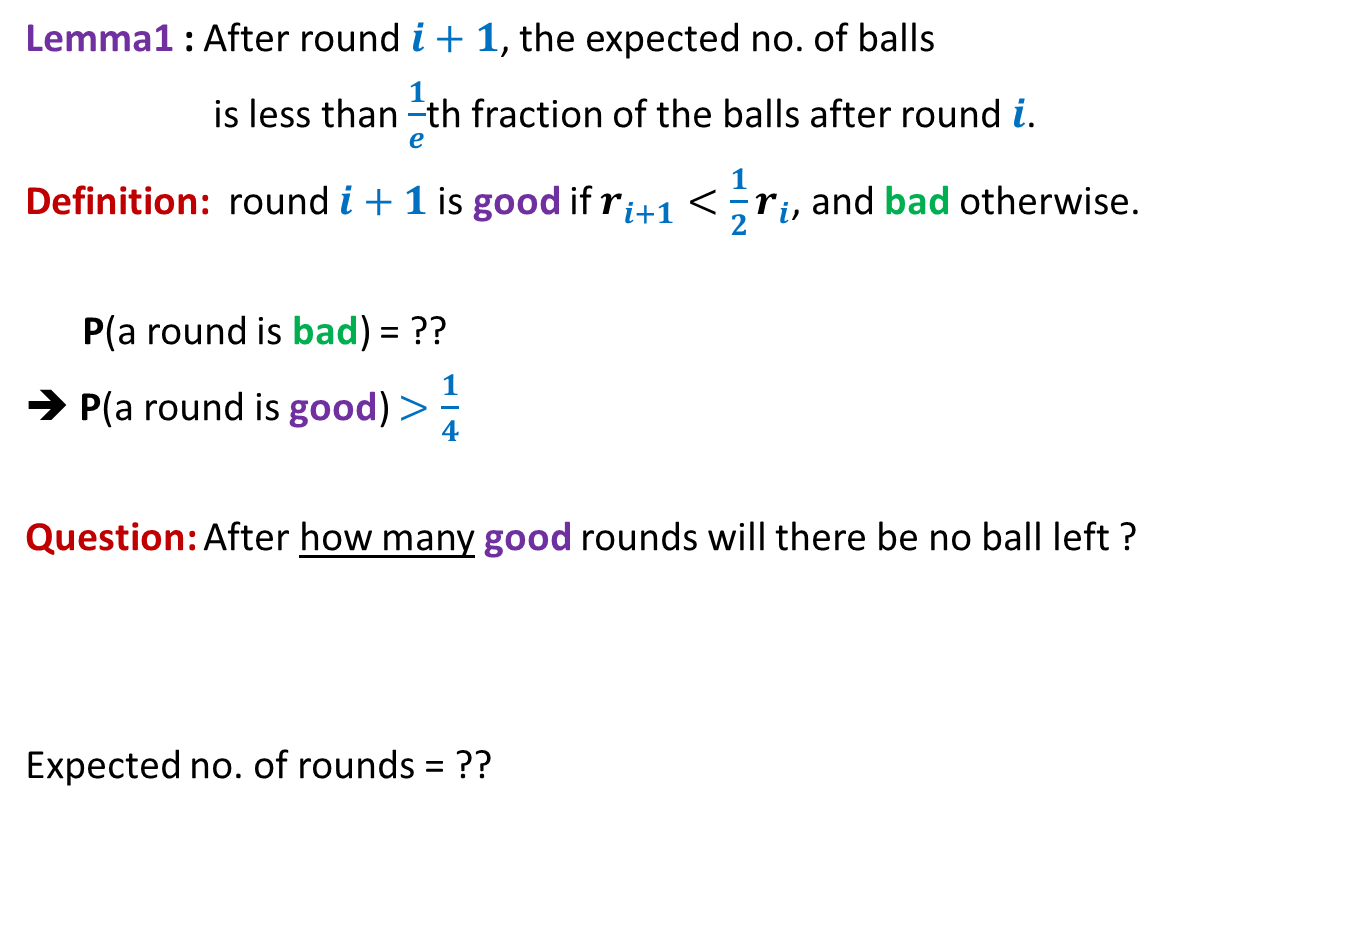 Lemma1 : After round i + 1, the expected no. of balls
is less than 1/e th fraction of the balls after round i.
Definition: round i + 1 is good if r_{i+1} < 1/2 r_i, and bad otherwise.
P(a round is bad) = ??
➔ P(a round is good) > 1/4
Question: After how many good rounds will there be no ball left ?
Expected no. of rounds = ??